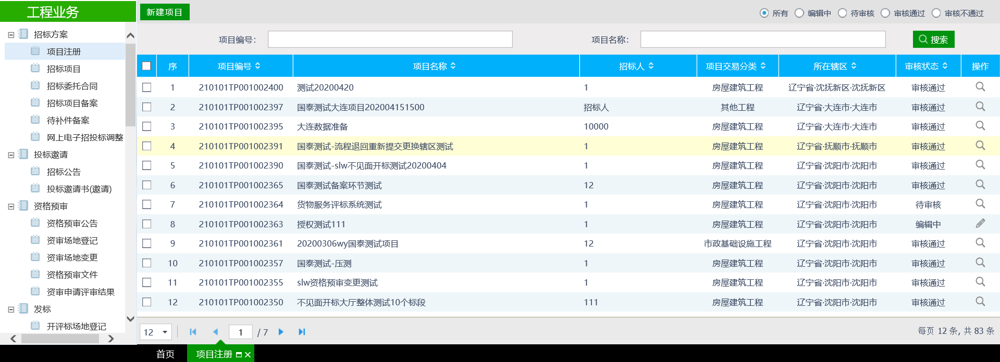 工程业务
招标方案
项目注册
招标项目
招标委托合同
招标项目备案
待补件备案
网上电子招投标调整
投标邀请
招标公告
投标邀请书(邀请)
资格预审
资格预审公告
资审场地登记
资审场地变更
资格预审文件
资审申请评审结果
发标
开评标场地登记
新建项目
所有 编辑中 待审核 审核通过 审核不通过
项目编号： 项目名称： 搜索
序 项目编号 项目名称 招标人 项目交易分类 所在辖区 审核状态 操作
1 210101TP001002400 测试20200420 1 房屋建筑工程 辽宁省·沈抚新区·沈抚新区 审核通过
2 210101TP001002397 国泰测试大连项目202004151500 招标人 其他工程 辽宁省·大连市·大连市 审核通过
3 210101TP001002395 大连数据准备 10000 房屋建筑工程 辽宁省·大连市·大连市 审核通过
4 210101TP001002391 国泰测试-流程退回重新提交更换辖区测试 1 房屋建筑工程 辽宁省·抚顺市·抚顺市 审核通过
5 210101TP001002390 国泰测试-slw不见面开标测试20200404 1 房屋建筑工程 辽宁省·沈阳市·沈阳市 审核通过
6 210101TP001002365 国泰测试备案环节测试 12 房屋建筑工程 辽宁省·沈阳市·沈阳市 审核通过
7 210101TP001002364 货物服务评标系统测试 1 房屋建筑工程 辽宁省·沈阳市·沈阳市 待审核
8 210101TP001002363 授权测试111 1 房屋建筑工程 辽宁省·沈阳市·沈阳市 编辑中
9 210101TP001002361 20200306wy国泰测试项目 12 市政基础设施工程 辽宁省·沈阳市·沈阳市 审核通过
10 210101TP001002357 国泰测试-压测 1 房屋建筑工程 辽宁省·沈阳市·沈阳市 审核通过
11 210101TP001002355 slw资格预审变更测试 1 房屋建筑工程 辽宁省·沈阳市·沈阳市 审核通过
12 210101TP001002350 不见面开标大厅整体测试10个标段 111 房屋建筑工程 辽宁省·沈阳市·沈阳市 审核通过
12 1 / 7 每页 12 条, 共 83 条
首页 项目注册